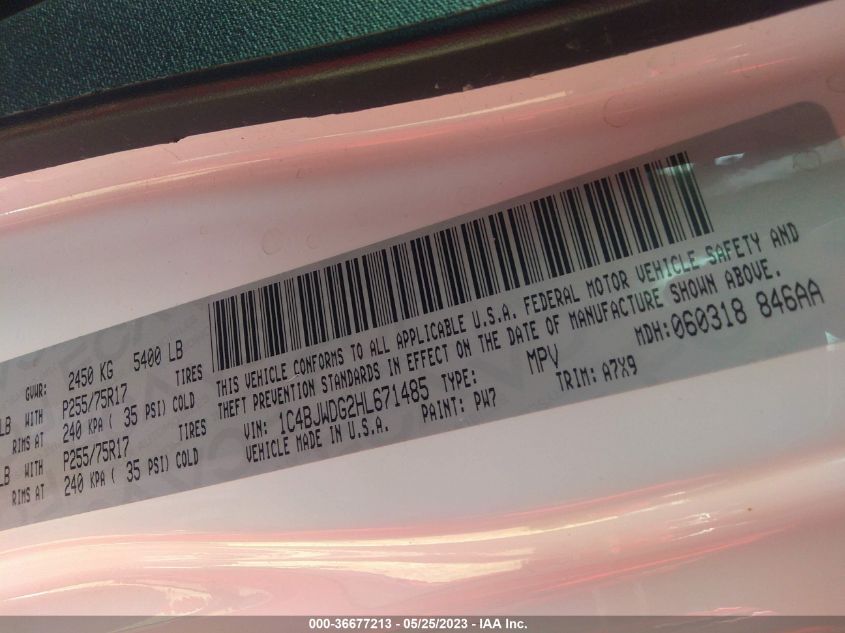 GVWR: 2450 KG 5400 LB
LB WITH P255/75R17 TIRES
RIMS AT 240 KPA ( 35 PSI) COLD
LB WITH P255/75R17 TIRES
RIMS AT 240 KPA ( 35 PSI) COLD
THIS VEHICLE CONFORMS TO ALL APPLICABLE U.S.A. FEDERAL MOTOR VEHICLE SAFETY AND
THEFT PREVENTION STANDARDS IN EFFECT ON THE DATE OF MANUFACTURE SHOWN ABOVE.
VIN: 1C4BJWDG2HL671485 TYPE: MPV MDH: 060318 846AA
VEHICLE MADE IN U.S.A. PAINT: PW7 TRIM: A7X9
000-36677213 - 05/25/2023 - IAA Inc.